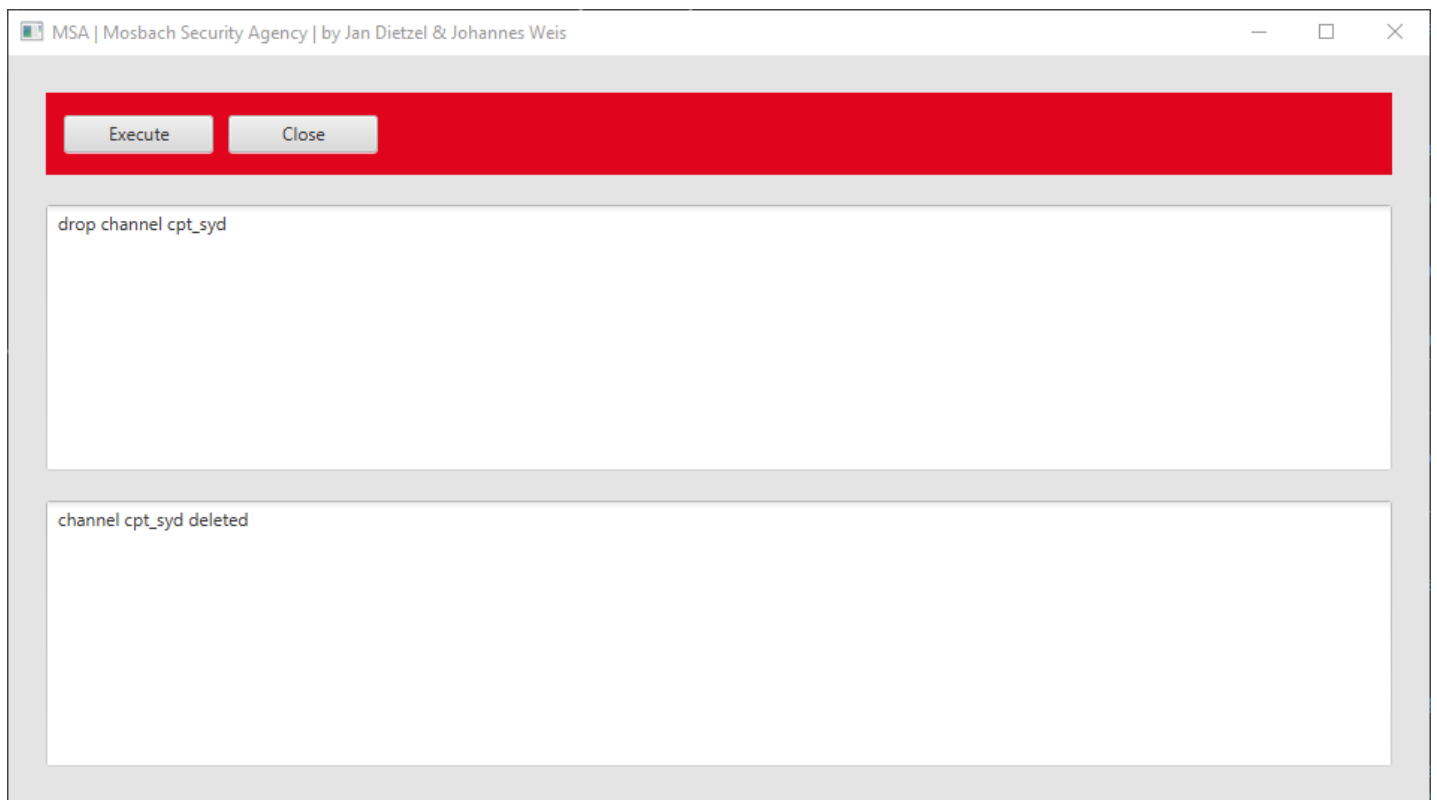 MSA | Mosbach Security Agency | by Jan Dietzel & Johannes Weis
Execute Close
drop channel cpt_syd
channel cpt_syd deleted